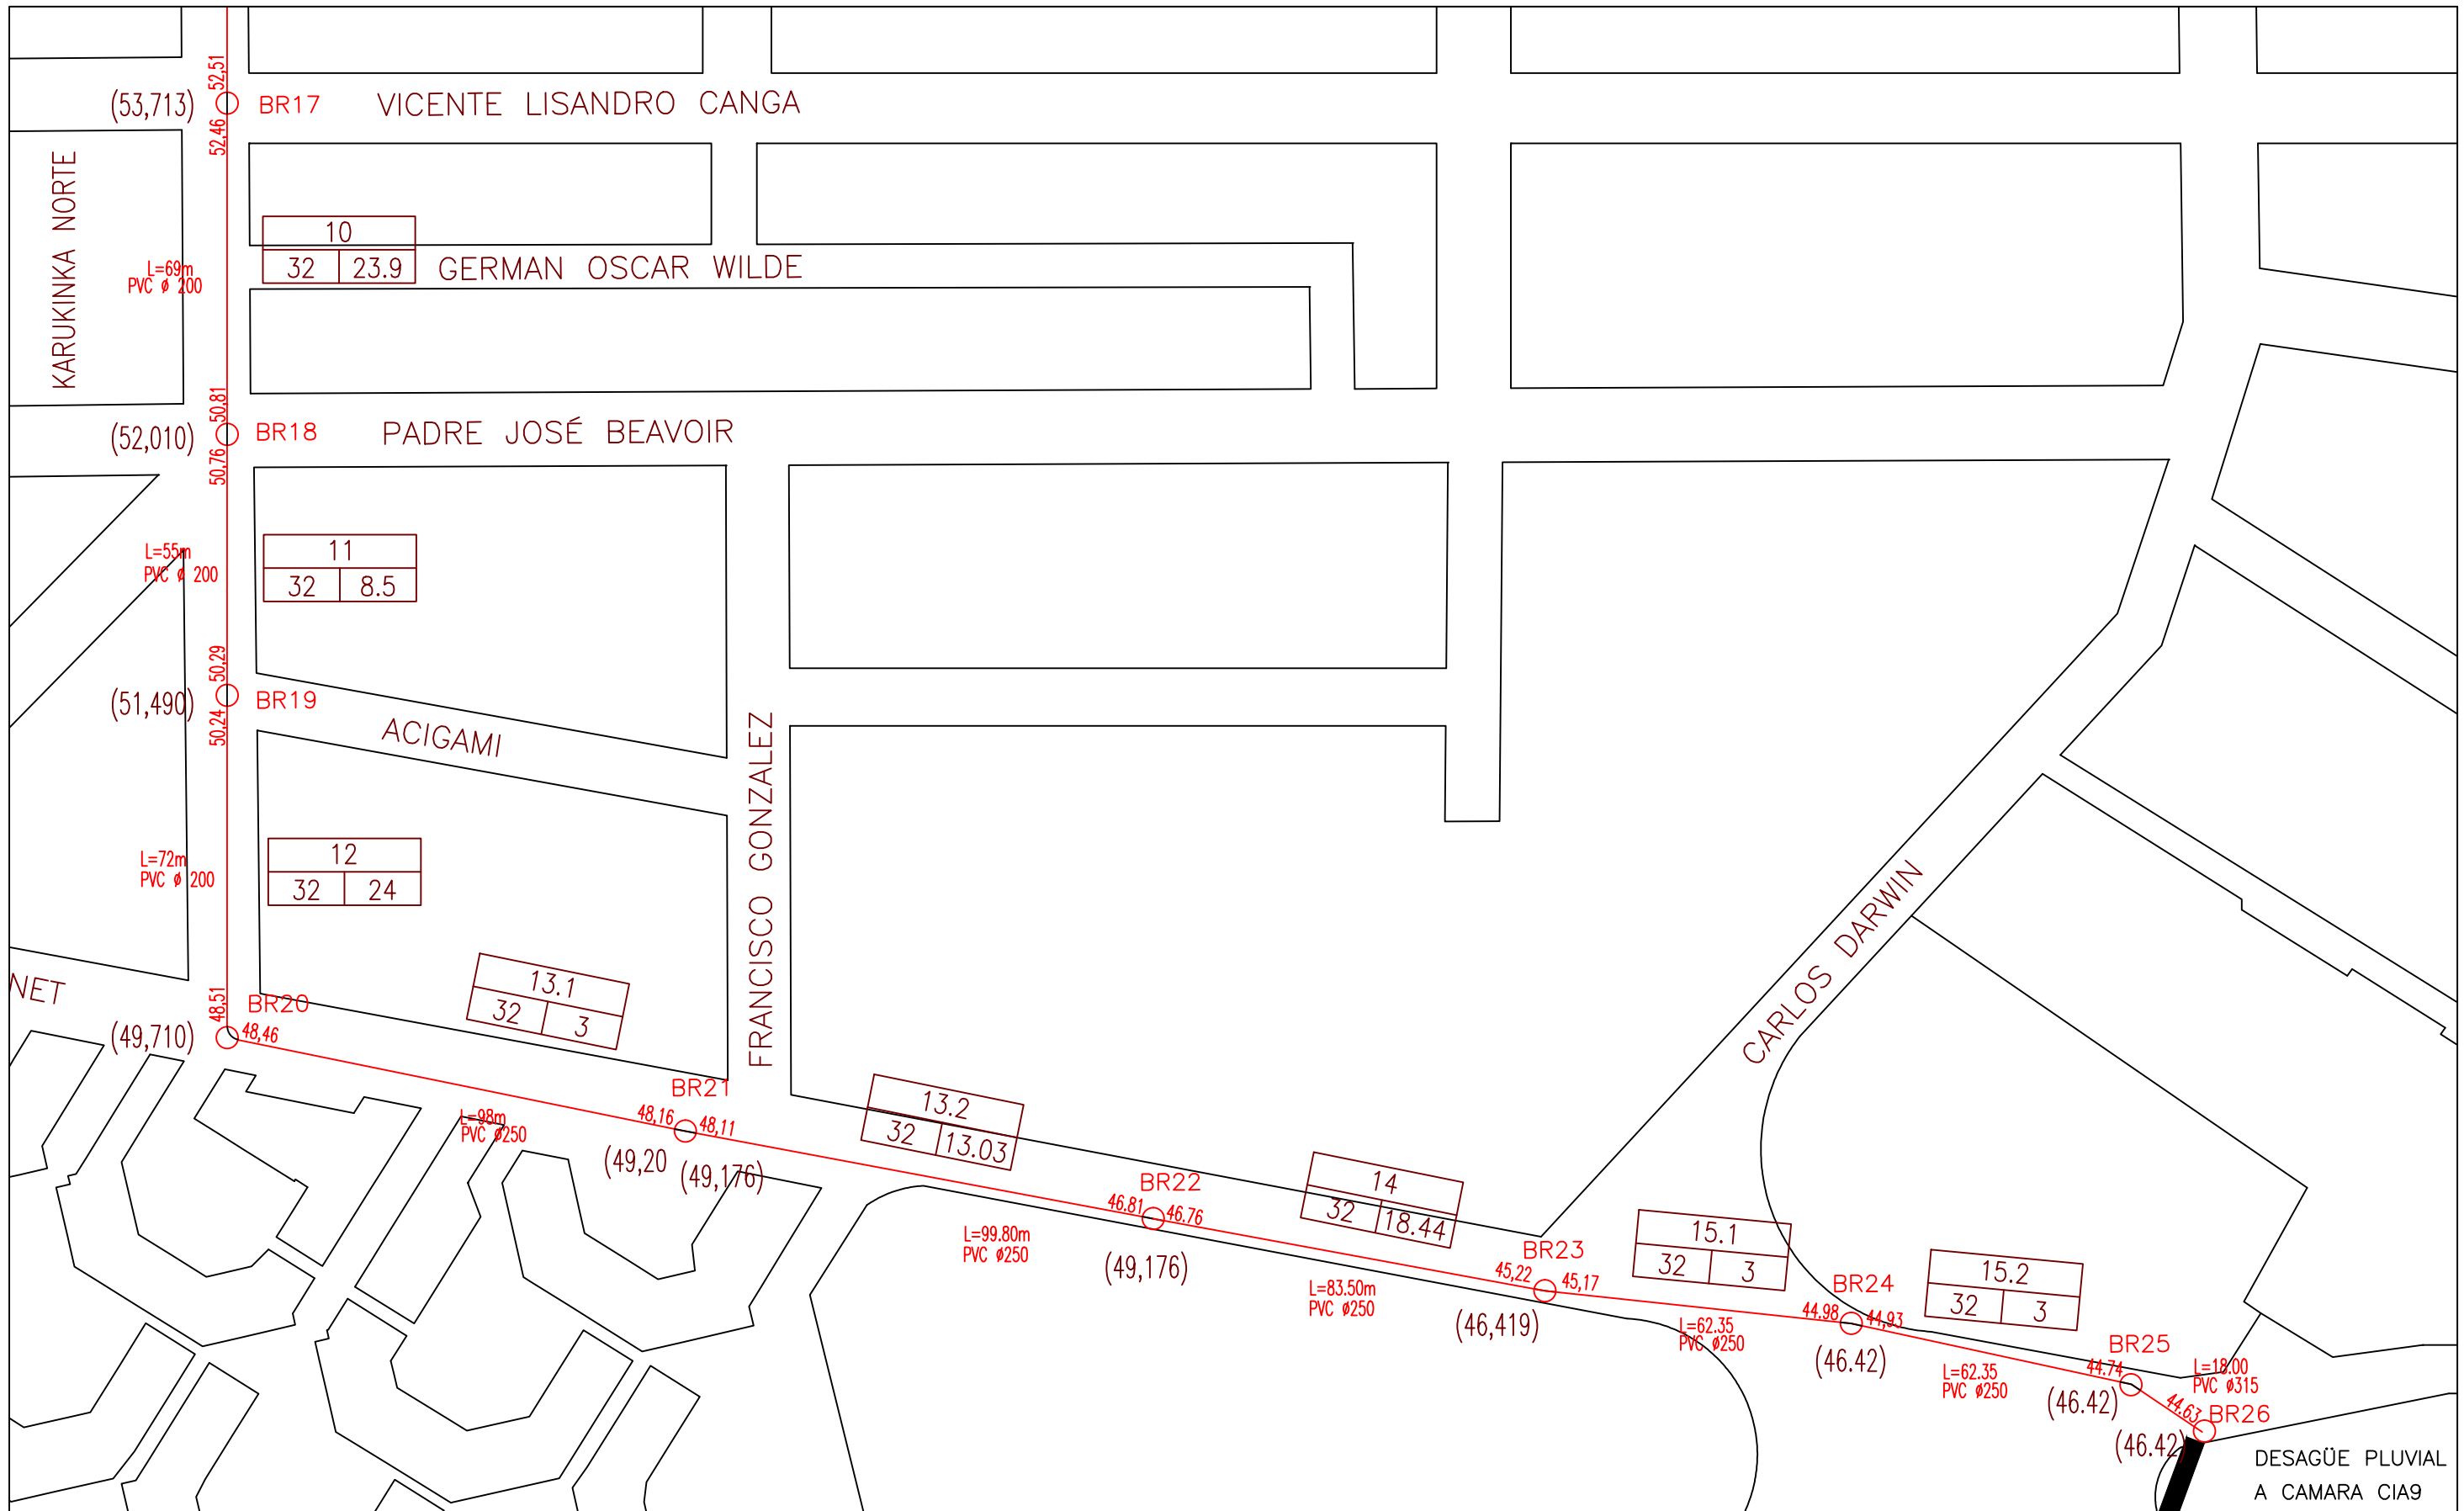 52,51
(53,713)
BR17
VICENTE LISANDRO CANGA
52,46
KARUKINKA NORTE
10
32 23.9
GERMAN OSCAR WILDE
L=69m
PVC ø 200
50,81
(52,010)
BR18
PADRE JOSÉ BEAVOIR
50,76
11
32 8.5
L=55m
PVC ø 200
50,29
(51,490)
BR19
50,24
ACIGAMI
FRANCISCO GONZALEZ
12
32 24
L=72m
PVC ø 200
CARLOS DARWIN
NET
48,51
BR20
(49,710)
48,46
13.1
32 3
BR21
L=98m
PVC ø250
48,16
48,11
(49,20
(49,176)
13.2
32 13.03
BR22
46.81
46.76
L=99.80m
PVC ø250
(49,176)
14
32 18.44
L=83.50m
PVC ø250
BR23
45,22
45,17
(46,419)
15.1
32 3
L=62.35
PVC ø250
BR24
44.98
44,93
(46.42)
15.2
32 3
L=62.35
PVC ø250
BR25
44.74
(46.42)
L=18.00
PVC ø315
44.63
BR26
(46.42)
DESAGÜE PLUVIAL
A CAMARA CIA9